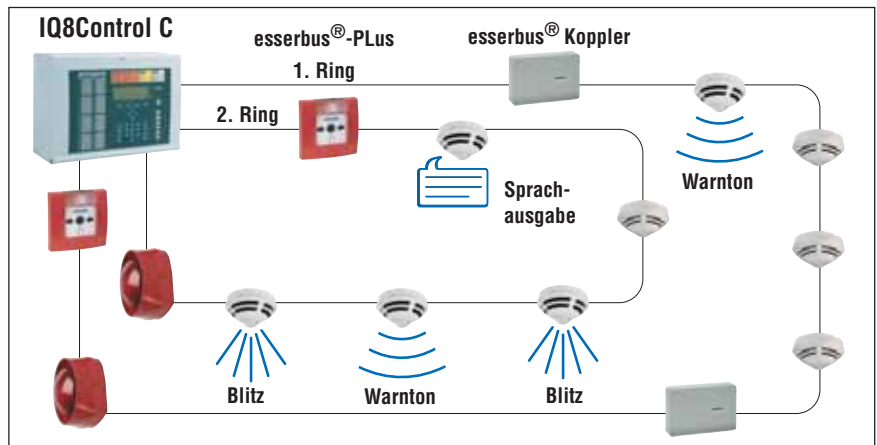 IQ8Control C
esserbus®-PLus
esserbus® Koppler
1. Ring
2. Ring
Sprach-
ausgabe
Warnton
Blitz
Warnton
Blitz